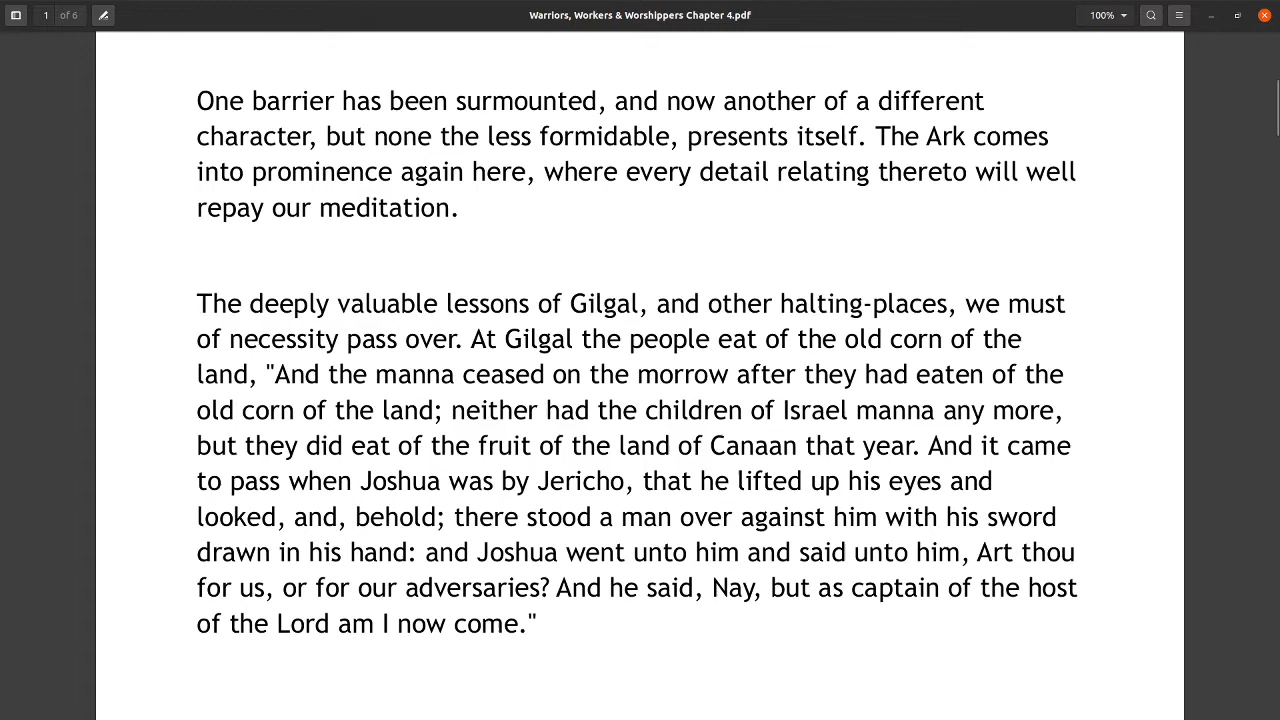 1 of 6
Warriors, Workers & Worshippers Chapter 4.pdf
100%
One barrier has been surmounted, and now another of a different
character, but none the less formidable, presents itself. The Ark comes
into prominence again here, where every detail relating thereto will well
repay our meditation.
The deeply valuable lessons of Gilgal, and other halting-places, we must
of necessity pass over. At Gilgal the people eat of the old corn of the
land, "And the manna ceased on the morrow after they had eaten of the
old corn of the land; neither had the children of Israel manna any more,
but they did eat of the fruit of the land of Canaan that year. And it came
to pass when Joshua was by Jericho, that he lifted up his eyes and
looked, and, behold; there stood a man over against him with his sword
drawn in his hand: and Joshua went unto him and said unto him, Art thou
for us, or for our adversaries? And he said, Nay, but as captain of the host
of the Lord am I now come."